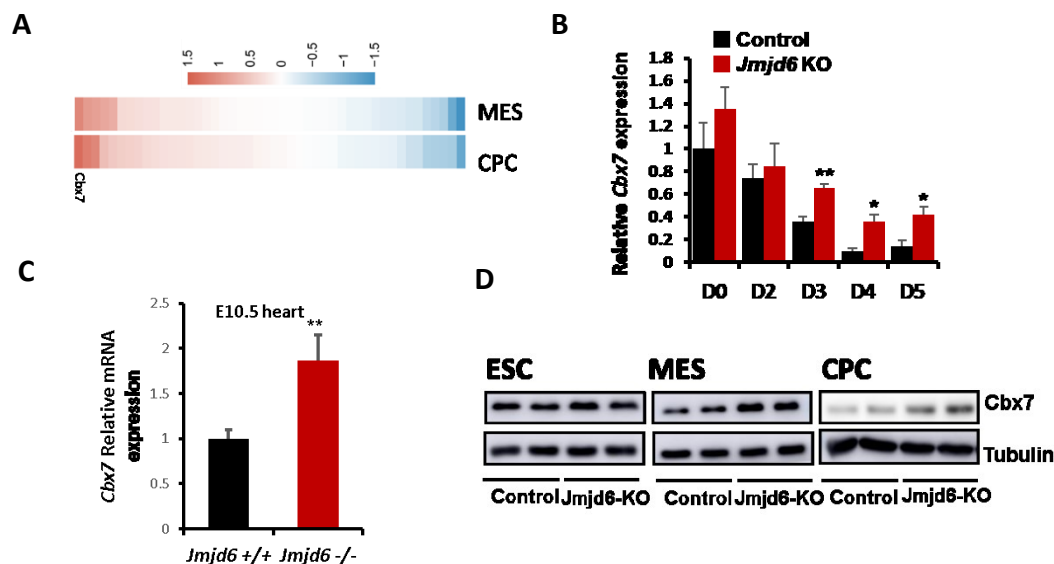 A
1.5
1
0.5
0
−0.5
−1
−1.5
MES
CPC
Cbx7
B
Control
Jmjd6 KO
Relative Cbx7 expression
1.8
1.6
1.4
1.2
1
0.8
0.6
0.4
0.2
0
**
*
*
D0 D2 D3 D4 D5
C
Cbx7 Relative mRNA
expression
2.5
2
1.5
1
0.5
0
E10.5 heart
**
Jmjd6 +/+ Jmjd6 -/-
D
ESC MES CPC
Cbx7
Tubulin
Control Jmjd6-KO Control Jmjd6-KO Control Jmjd6-KO